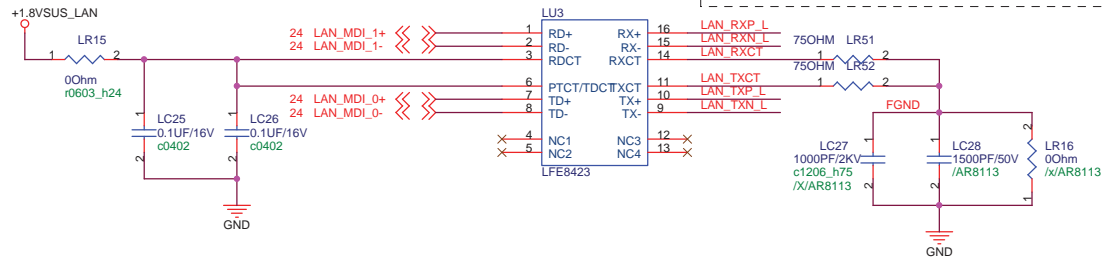 +1.8VSUS_LAN
LR15
1 2
0Ohm
r0603_h24
LC25
0.1UF/16V
c0402
1
2
LC26
0.1UF/16V
c0402
1
2
GND
24 LAN_MDI_1+
24 LAN_MDI_1-
24 LAN_MDI_0+
24 LAN_MDI_0-
LU3
1 RD+ RX+ 16 LAN_RXP_L
2 RD- RX- 15 LAN_RXN_L
3 RDCT RXCT 14 LAN_RXCT
6 PTCT/TDCT TXCT 11 LAN_TXCT
7 TD+ TX+ 10 LAN_TXP_L
8 TD- TX- 9 LAN_TXN_L
4 NC1 NC3 12
5 NC2 NC4 13
LFE8423
75OHM LR51
1 2
75OHM LR52
1 2
FGND
LC27
1000PF/2KV
c1206_h75
/X/AR8113
1
2
LC28
1500PF/50V
/AR8113
1
2
LR16
0Ohm
/x/AR8113
2
1
GND